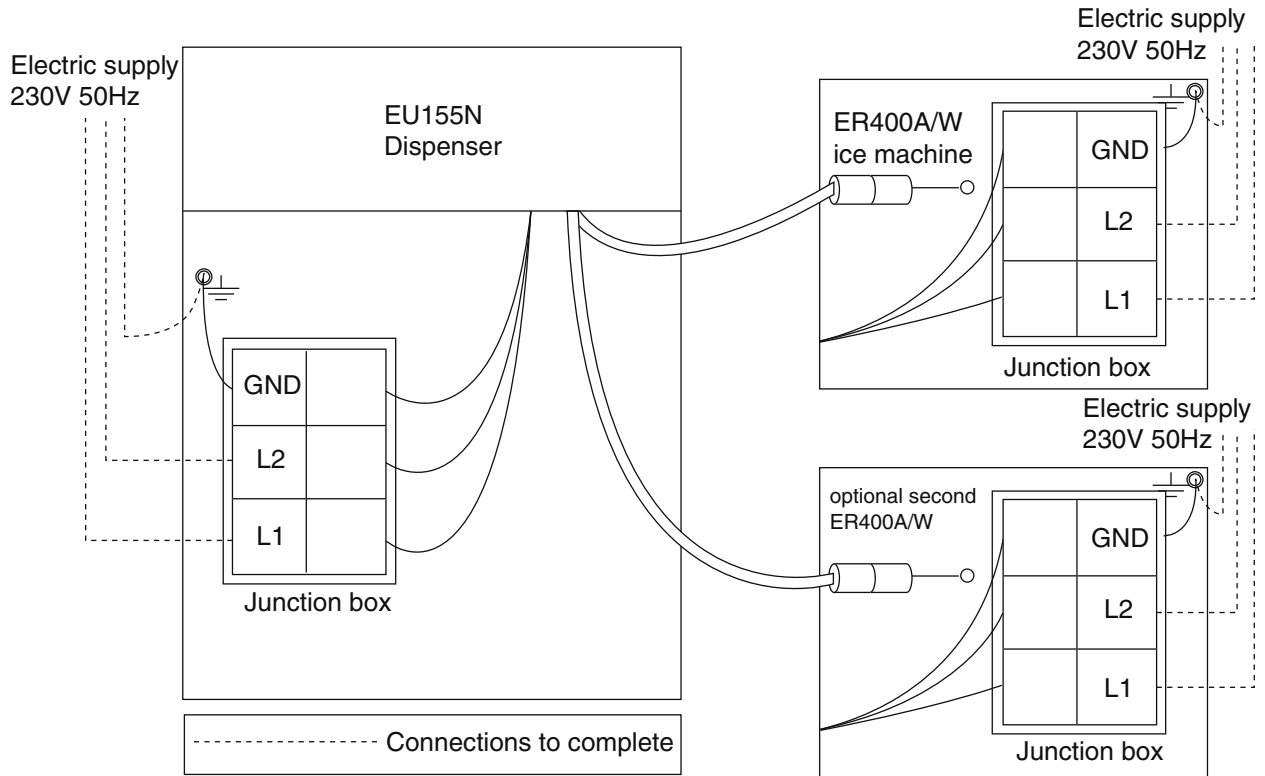 Electric supply
230V 50Hz
EU155N
Dispenser
GND
L2
L1
Junction box
Connections to complete
Electric supply
230V 50Hz
ER400A/W
ice machine
GND
L2
L1
Junction box
Electric supply
230V 50Hz
optional second
ER400A/W
GND
L2
L1
Junction box